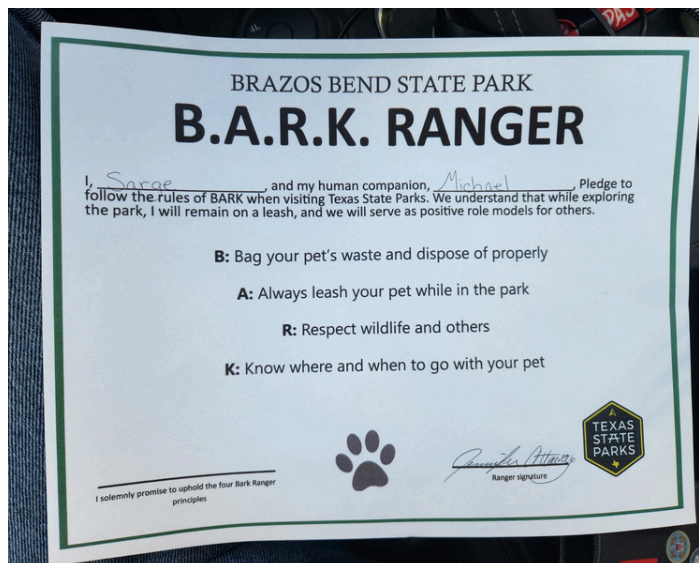 4L
BRAZOS BEND STATE PARK
B.A.R.K. RANGER
I, Sarge, and my human companion, Michael, Pledge to
follow the rules of BARK when visiting Texas State Parks. We understand that while exploring
the park, I will remain on a leash, and we will serve as positive role models for others.
B: Bag your pet's waste and dispose of properly
A: Always leash your pet while in the park
R: Respect wildlife and others
K: Know where and when to go with your pet
TEXAS
STATE
PARKS
Jennifer
Ranger signature
I solemnly promise to uphold the four Bark Ranger
principles